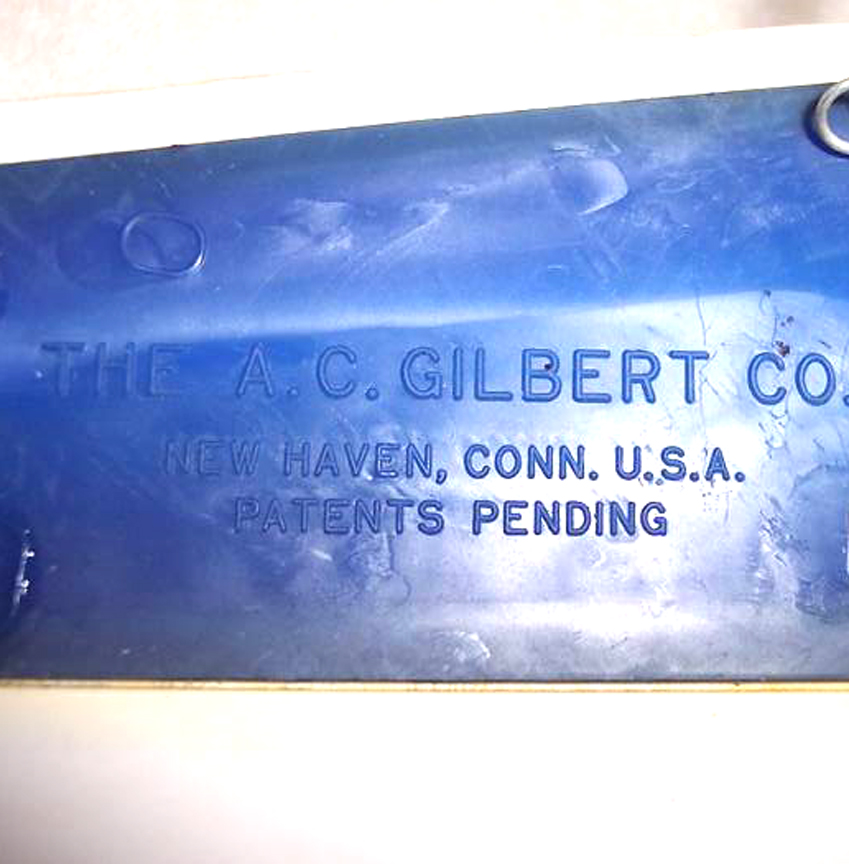 THE A.C. GILBERT CO.
NEW HAVEN, CONN. U.S.A.
PATENTS PENDING